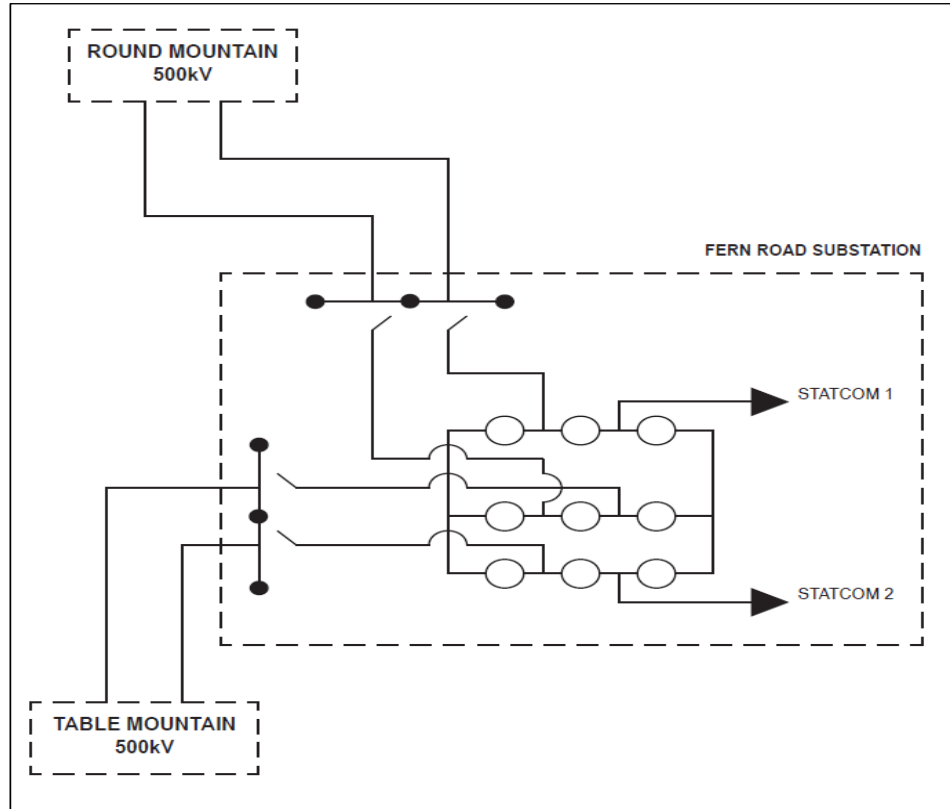 ROUND MOUNTAIN
500kV
FERN ROAD SUBSTATION
STATCOM 1
STATCOM 2
TABLE MOUNTAIN
500kV